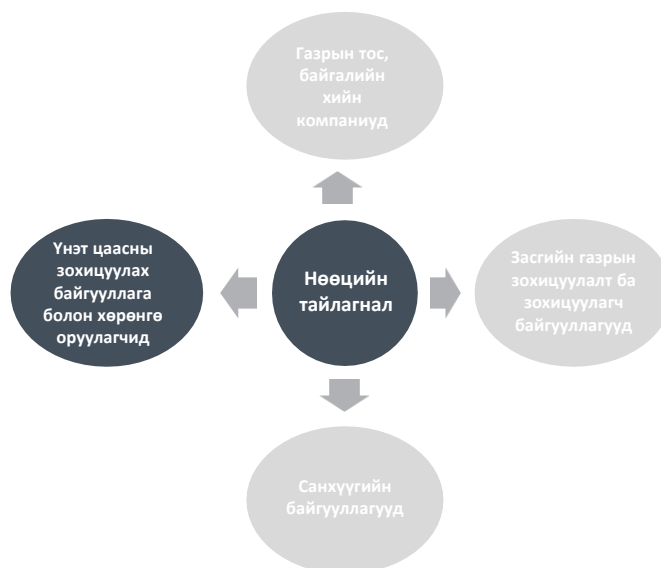 Газрын тос,
байгалийн
хийн
компаниуд
Үнэт цаасны
зохицуулах
байгууллага
болон хөрөнгө
оруулагчид
Нөөцийн
тайлагнал
Засгийн газрын
зохицуулалт ба
зохицуулагч
байгууллагууд
Санхүүгийн
байгууллагууд